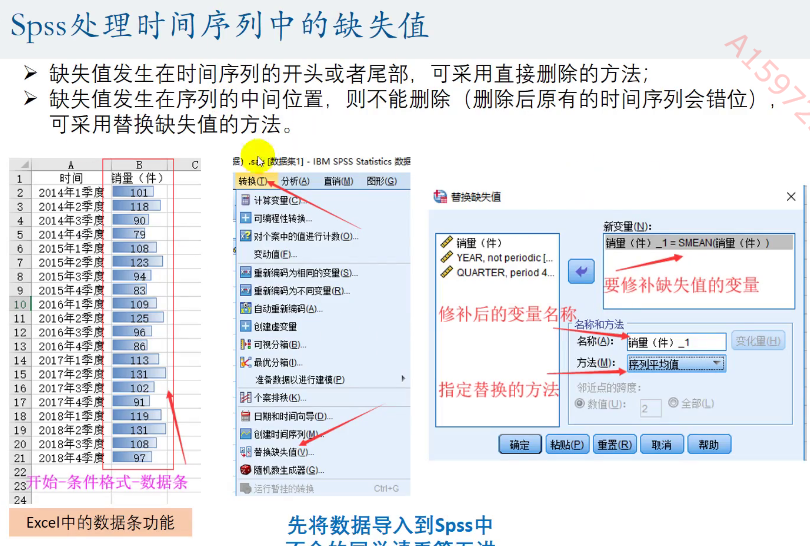 Spss处理时间序列中的缺失值
➢ 缺失值发生在时间序列的开头或者尾部，可采用直接删除的方法；
➢ 缺失值发生在序列的中间位置，则不能删除（删除后原有的时间序列会错位），
可采用替换缺失值的方法。
A B C
1 时间 销量（件）
2 2014年1季度 101
3 2014年2季度 118
4 2014年3季度 90
5 2014年4季度 79
6 2015年1季度 108
7 2015年2季度 123
8 2015年3季度 94
9 2015年4季度 83
10 2016年1季度 109
11 2016年2季度 125
12 2016年3季度 96
13 2016年4季度 86
14 2017年1季度 113
15 2017年2季度 131
16 2017年3季度 102
17 2017年4季度 91
18 2018年1季度 119
19 2018年2季度 131
20 2018年3季度 108
21 2018年4季度 97
22
23 开始-条件格式-数据条
24
Excel中的数据条功能
[数据集1] - IBM SPSS Statistics 数据
转换(T) 分析(A) 直销(M) 图形(G)
计算变量(C)...
可编程性转换...
对个案中的值进行计数(O)...
变动值(F)...
重新编码为相同的变量(S)...
重新编码为不同变量(R)...
自动重新编码(A)...
创建虚变量
可视分箱(B)...
最优分箱(I)...
准备数据以进行建模(P)
个案排秩(K)...
日期和时间向导(D)...
创建时间序列(M)...
替换缺失值(V)...
随机数生成器(G)...
运行暂挂的转换 Ctrl+G
先将数据导入到Spss中
替换缺失值
销量（件）
YEAR, not periodic [...
QUARTER, period 4...
新变量(N):
销量（件）_1 = SMEAN(销量（件）)
要修补缺失值的变量
修补后的变量名称
名称和方法
名称(A): 销量（件）_1 变化量(H)
方法(M): 序列平均值
指定替换的方法
邻近点的跨度:
数值(U): 2 全部(L)
确定 粘贴(P) 重置(R) 取消 帮助